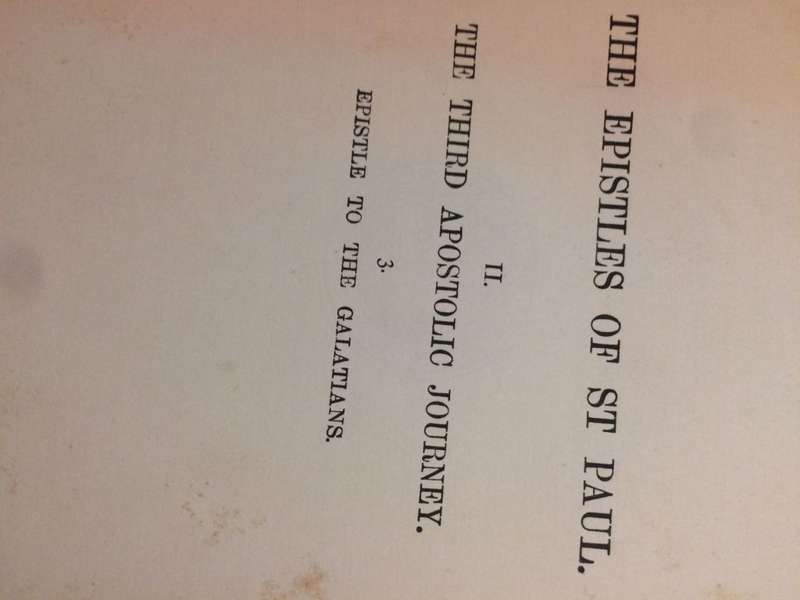 THE EPISTLES OF ST PAUL.
II.
THE THIRD APOSTOLIC JOURNEY.
3.
EPISTLE TO THE GALATIANS.